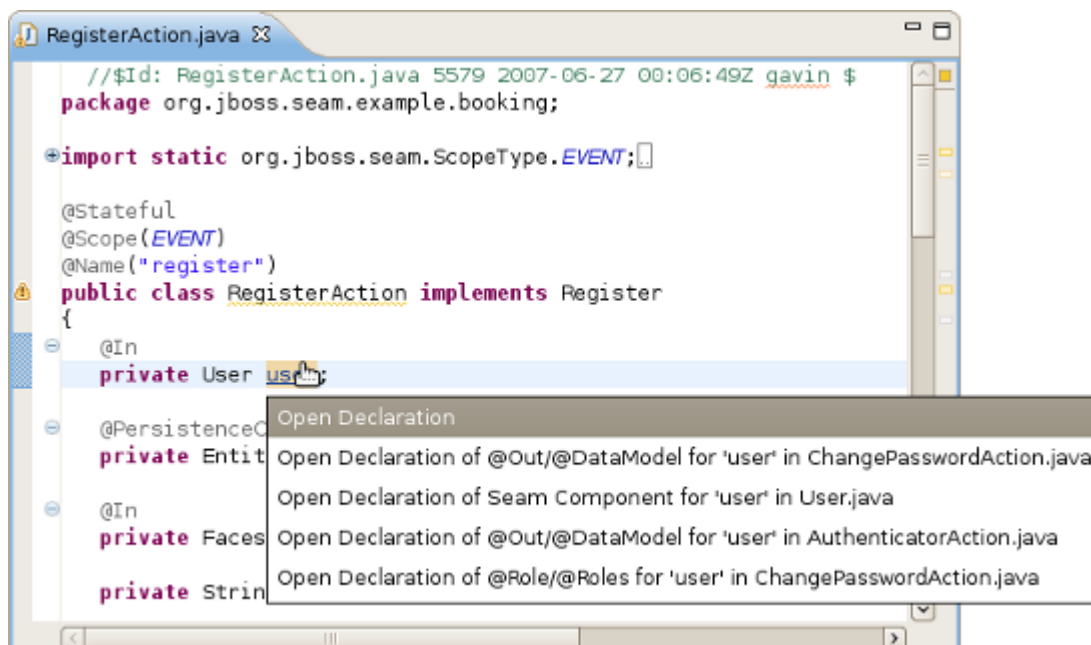 RegisterAction.java
//$Id: RegisterAction.java 5579 2007-06-27 00:06:49Z gavin $
package org.jboss.seam.example.booking;
import static org.jboss.seam.ScopeType.EVENT;
@Stateful
@Scope(EVENT)
@Name("register")
public class RegisterAction implements Register
{
@In
private User user;
Open Declaration
@PersistenceC
private Entit
Open Declaration of @Out/@DataModel for 'user' in ChangePasswordAction.java
Open Declaration of Seam Component for 'user' in User.java
@In
private Faces
Open Declaration of @Out/@DataModel for 'user' in AuthenticatorAction.java
Open Declaration of @Role/@Roles for 'user' in ChangePasswordAction.java
private Strin